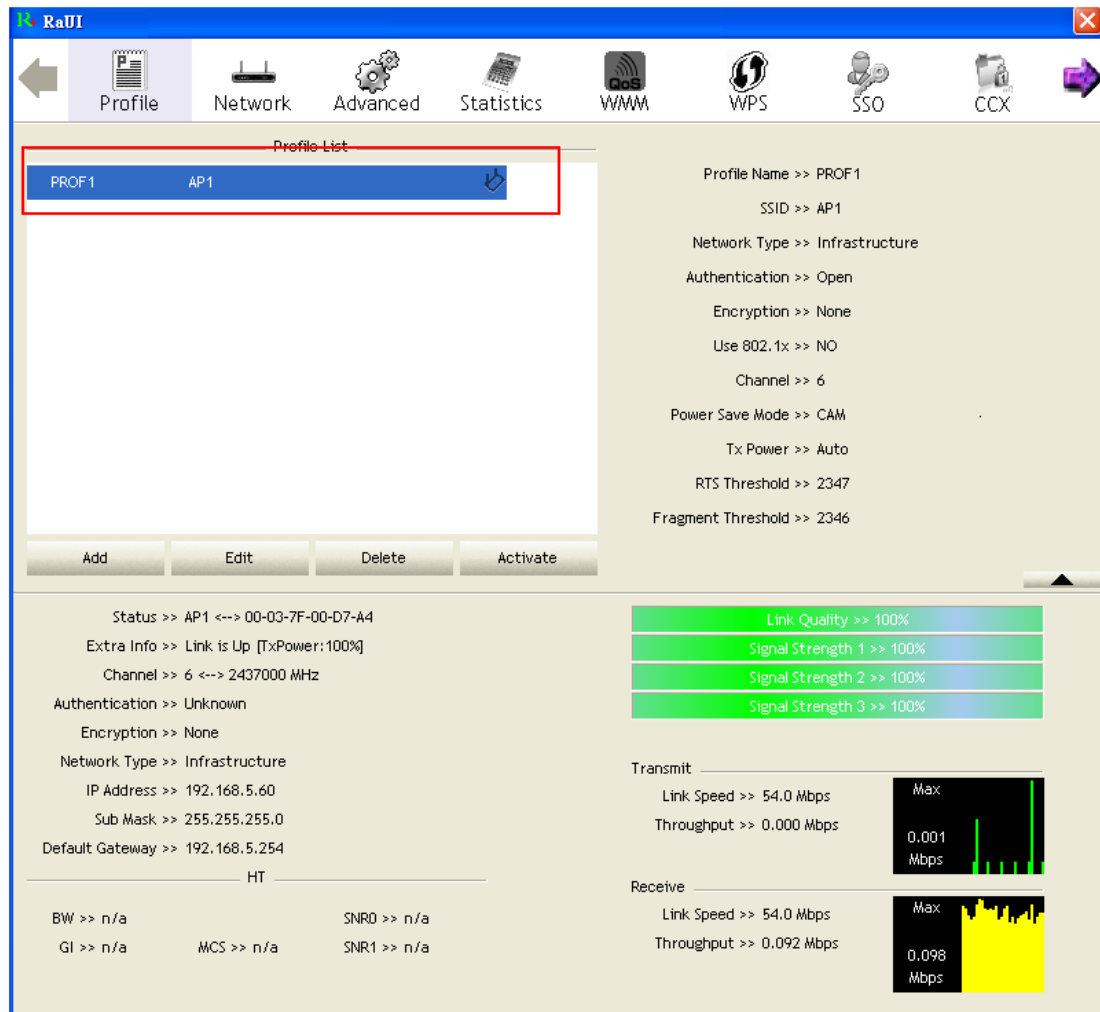 RaUI
Profile Network Advanced Statistics WMM WPS SSO CCX
QoS
Profile List
PROF1 AP1
Profile Name >> PROF1
SSID >> AP1
Network Type >> Infrastructure
Authentication >> Open
Encryption >> None
Use 802.1x >> NO
Channel >> 6
Power Save Mode >> CAM
Tx Power >> Auto
RTS Threshold >> 2347
Fragment Threshold >> 2346
Add Edit Delete Activate
Status >> AP1 <--> 00-03-7F-00-D7-A4
Extra Info >> Link is Up [TxPower:100%]
Channel >> 6 <--> 2437000 MHz
Authentication >> Unknown
Encryption >> None
Network Type >> Infrastructure
IP Address >> 192.168.5.60
Sub Mask >> 255.255.255.0
Default Gateway >> 192.168.5.254
HT
BW >> n/a SNR0 >> n/a
GI >> n/a MCS >> n/a SNR1 >> n/a
Link Quality >> 100%
Signal Strength 1 >> 100%
Signal Strength 2 >> 100%
Signal Strength 3 >> 100%
Transmit
Link Speed >> 54.0 Mbps
Throughput >> 0.000 Mbps
Max
0.001
Mbps
Receive
Link Speed >> 54.0 Mbps
Throughput >> 0.092 Mbps
Max
0.098
Mbps